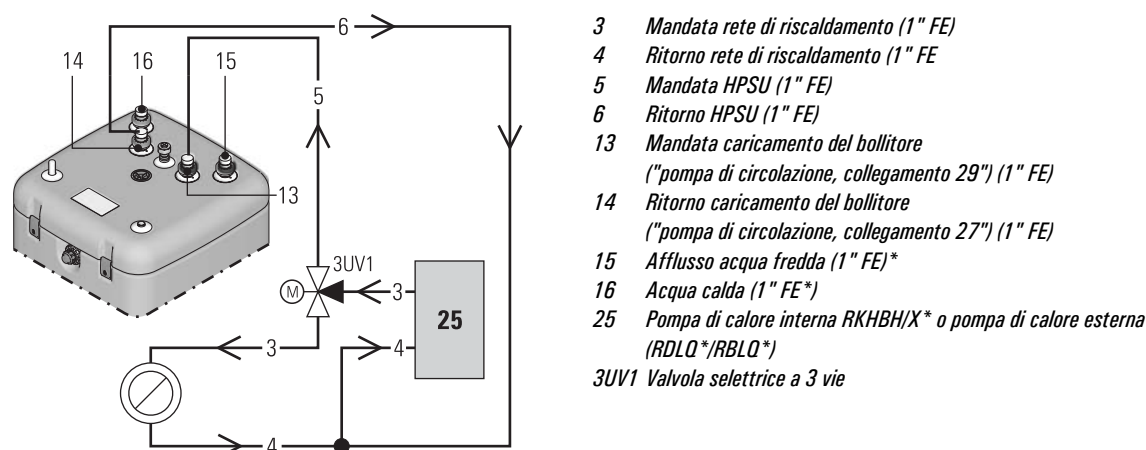 6
14
16
15
5
13
3UV1
M
3
25
3
4
4
3 Mandata rete di riscaldamento (1" FE)
4 Ritorno rete di riscaldamento (1" FE
5 Mandata HPSU (1" FE)
6 Ritorno HPSU (1" FE)
13 Mandata caricamento del bollitore
("pompa di circolazione, collegamento 29") (1" FE)
14 Ritorno caricamento del bollitore
("pompa di circolazione, collegamento 27") (1" FE)
15 Afflusso acqua fredda (1" FE)*
16 Acqua calda (1" FE*)
25 Pompa di calore interna RKHBH/X* o pompa di calore esterna
(RDLQ*/RBLQ*)
3UV1 Valvola selettrice a 3 vie